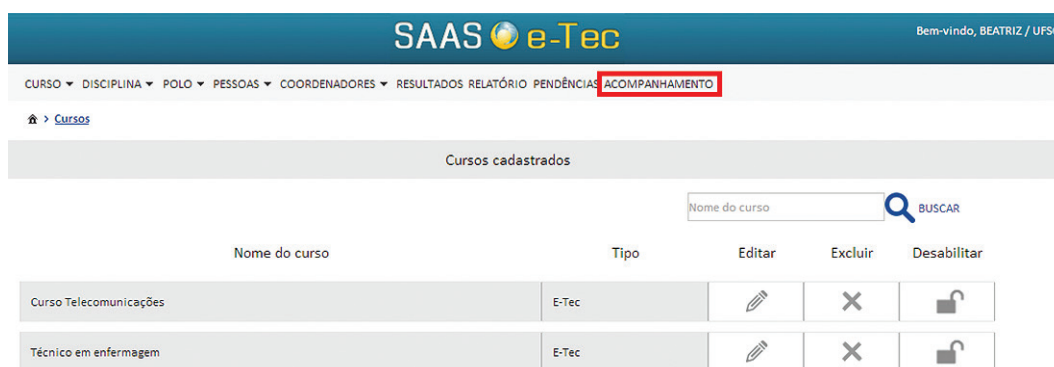 SAAS e-Tec
Bem-vindo, BEATRIZ / UFS
CURSO DISCIPLINA POLO PESSOAS COORDENADORES RESULTADOS RELATÓRIO PENDÊNCIAS ACOMPANHAMENTO
> Cursos
Cursos cadastrados
Nome do curso BUSCAR
Nome do curso Tipo Editar Excluir Desabilitar
Curso Telecomunicações E-Tec
Técnico em enfermagem E-Tec